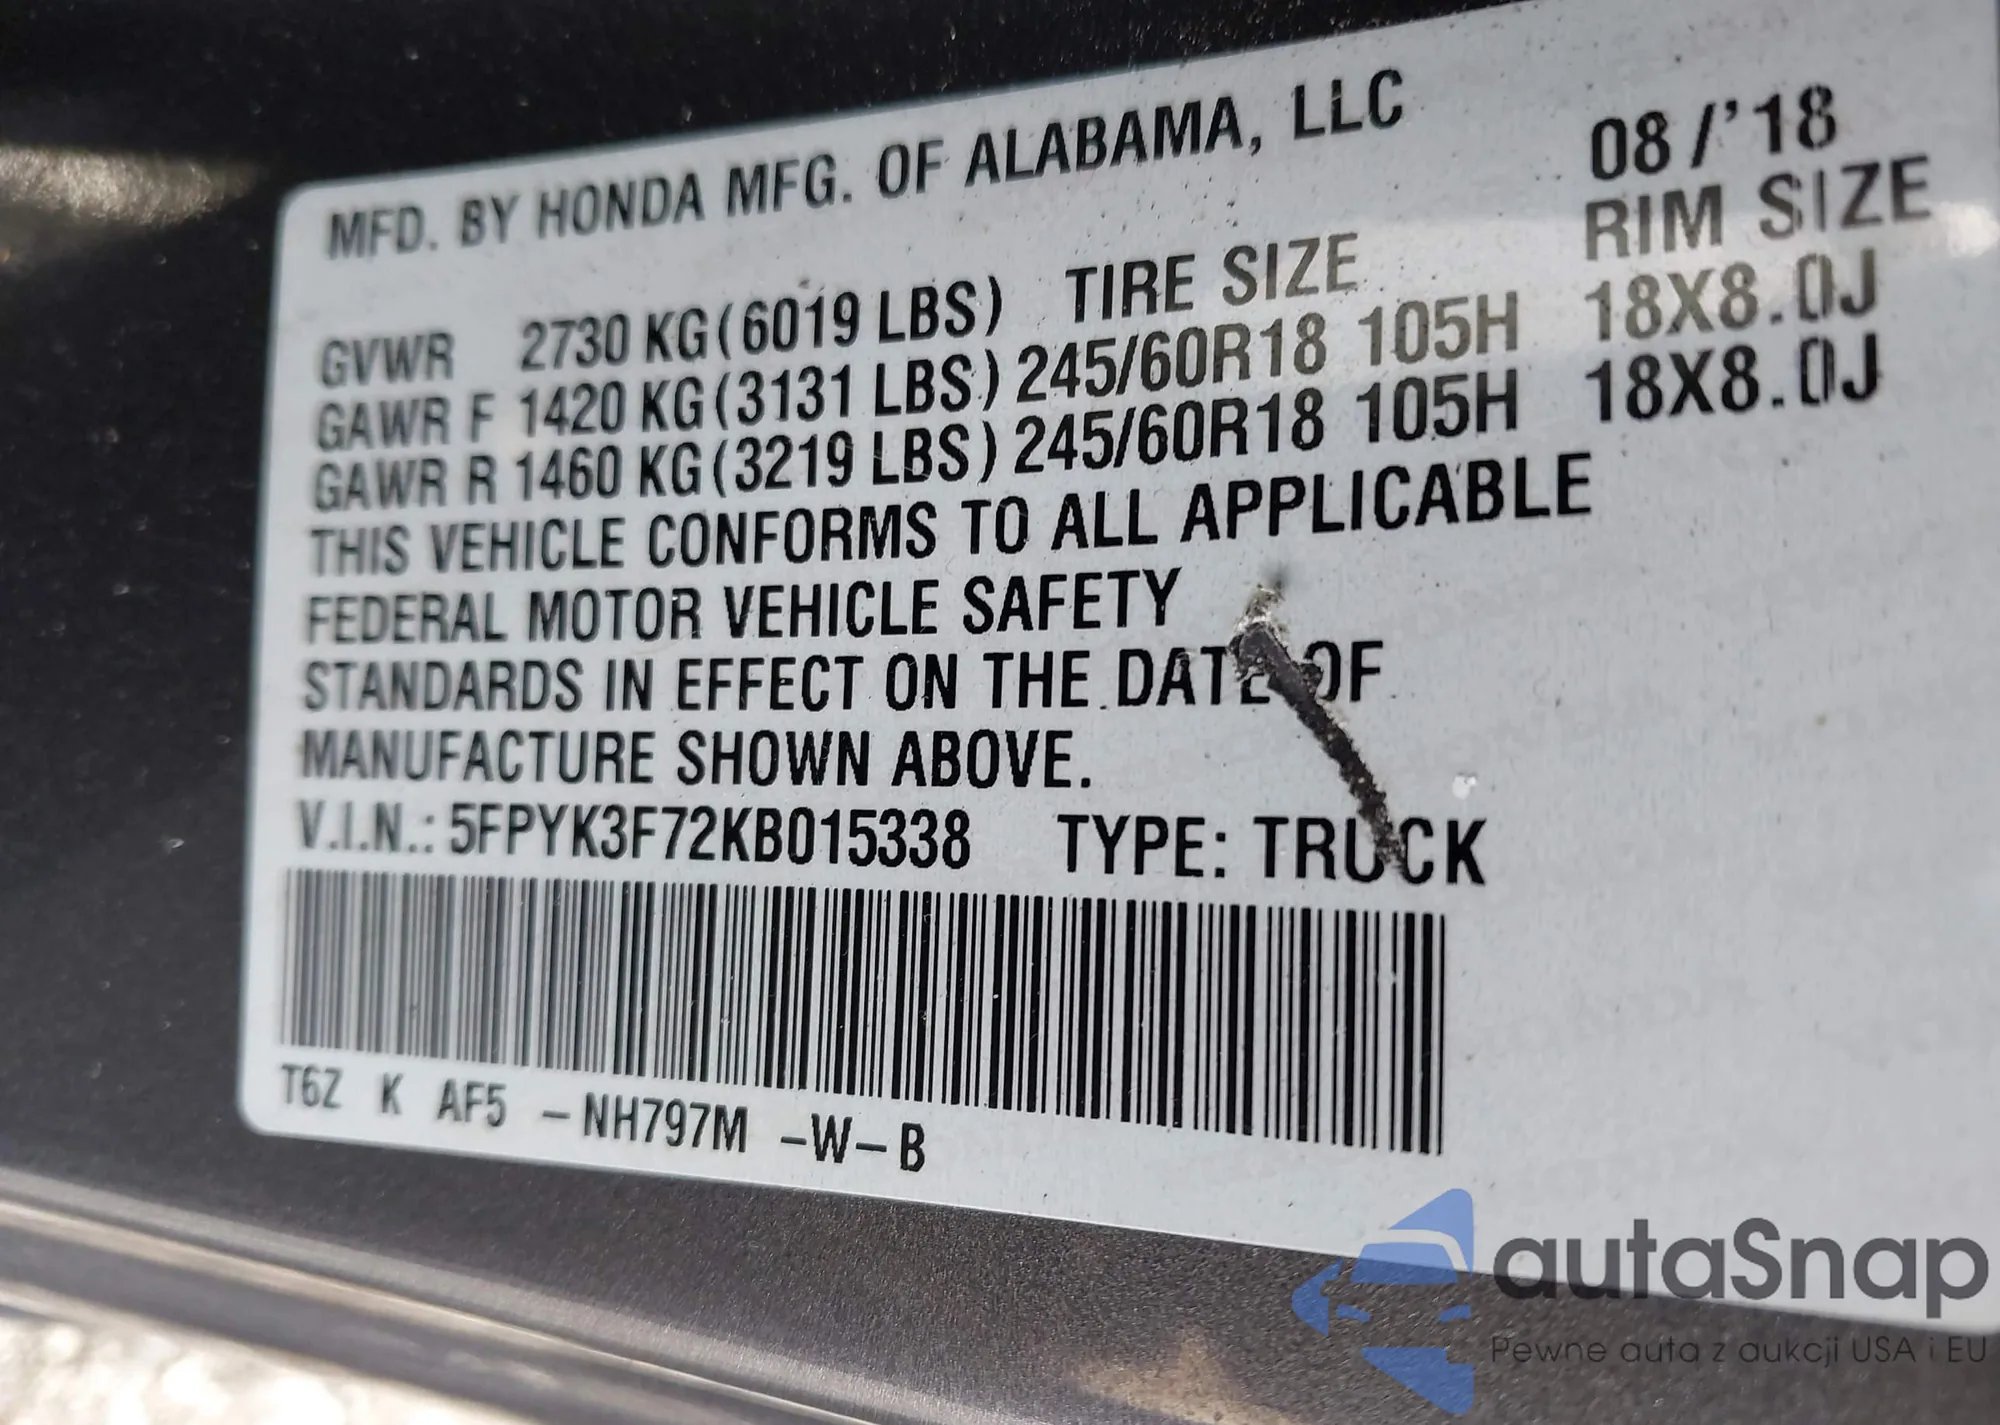 MFD. BY HONDA MFG. OF ALABAMA, LLC 08/'18
GVWR 2730 KG(6019 LBS) TIRE SIZE RIM SIZE
GAWR F 1420 KG(3131 LBS) 245/60R18 105H 18X8.0J
GAWR R 1460 KG(3219 LBS) 245/60R18 105H 18X8.0J
THIS VEHICLE CONFORMS TO ALL APPLICABLE
FEDERAL MOTOR VEHICLE SAFETY
STANDARDS IN EFFECT ON THE DATE OF
MANUFACTURE SHOWN ABOVE.
V.I.N.: 5FPYK3F72KB015338 TYPE: TRUCK
T6Z K AF5 -NH797M -W-B
autaSnap
Pewne auta z aukcji USA i EU